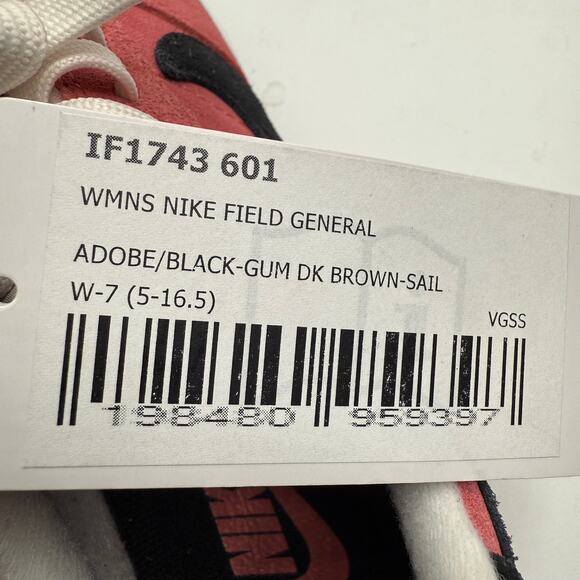 IF1743 601
WMNS NIKE FIELD GENERAL
ADOBE/BLACK-GUM DK BROWN-SAIL
W-7 (5-16.5)
VGSS
198480 959397
NIKE